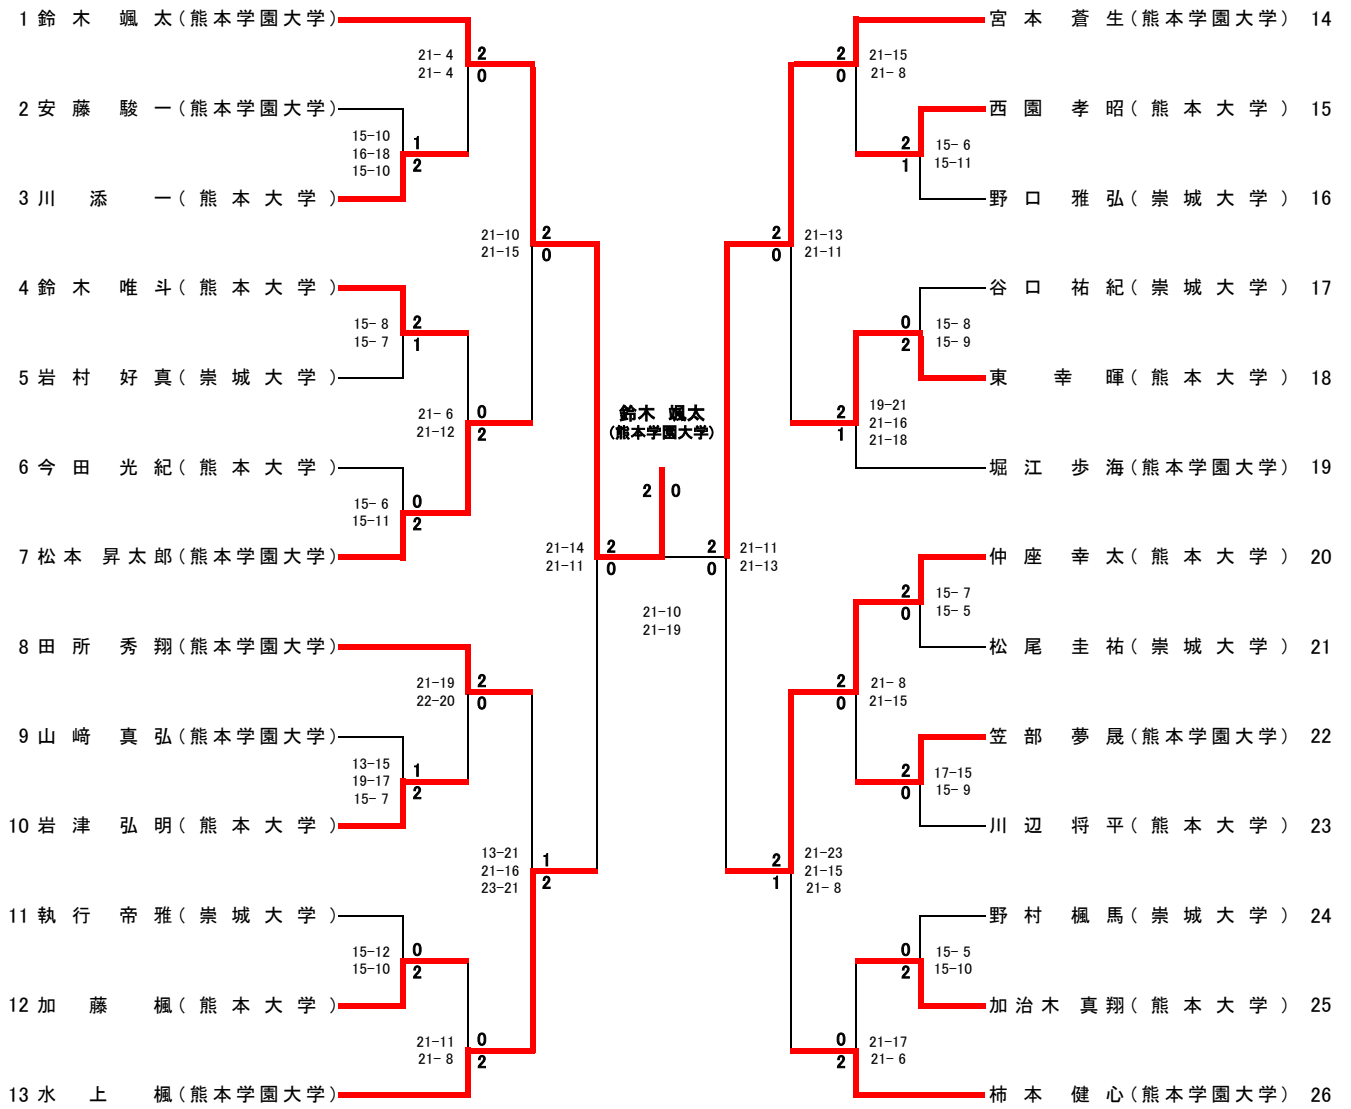 1 鈴木 颯太(熊本学園大学)
2 安藤 駿一(熊本学園大学)
3 川添 一(熊本大学)
4 鈴木 唯斗(熊本大学)
5 岩村 好真(崇城大学)
6 今田 光紀(熊本大学)
7 松本 昇太郎(熊本学園大学)
8 田所 秀翔(熊本学園大学)
9 山﨑 真弘(熊本学園大学)
10 岩津 弘明(熊本大学)
11 執行 帝雅(崇城大学)
12 加藤 楓(熊本大学)
13 水上 楓(熊本学園大学)
21-4 2
21-4 0
15-10 1
16-18
15-10 2
21-10 2
21-15 0
15-8 2
15-7 1
21-6 0
21-12 2
15-6 0
15-11 2
21-14 2
21-11 0
21-19 2
22-20 0
13-15 1
19-17
15-7 2
13-21 1
21-16
23-21 2
15-12 0
15-10 2
21-11 0
21-8 2
鈴木 颯太
(熊本学園大学)
2 0
21-10
21-19
宮本 蒼生(熊本学園大学) 14
西園 孝昭(熊本大学) 15
野口 雅弘(崇城大学) 16
谷口 祐紀(崇城大学) 17
東 幸暉(熊本大学) 18
堀江 歩海(熊本学園大学) 19
仲座 幸太(熊本大学) 20
松尾 圭祐(崇城大学) 21
笠部 夢晟(熊本学園大学) 22
川辺 将平(熊本大学) 23
野村 楓馬(崇城大学) 24
加治木 真翔(熊本大学) 25
柿本 健心(熊本学園大学) 26
2 21-15
0 21-8
2 15-6
1 15-11
2 21-13
0 21-11
0 15-8
2 15-9
2 19-21
21-16
1 21-18
2 21-11
0 21-13
2 15-7
0 15-5
2 21-8
0 21-15
2 17-15
0 15-9
2 21-23
21-15
1 21-8
0 15-5
2 15-10
0 21-17
2 21-6